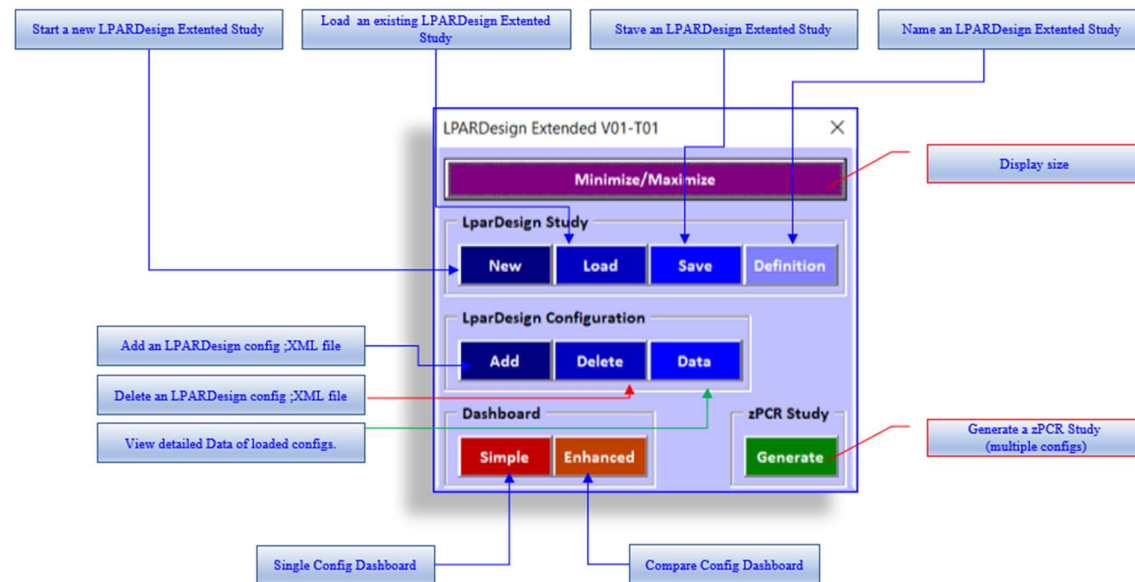 Start a new LPARDesign Extented Study
Load an existing LPARDesign Extented
Study
Stave an LPARDesign Extented Study
Name an LPARDesign Extented Study
LPARDesign Extended V01-T01
Minimize/Maximize
Display size
LparDesign Study
New
Load
Save
Definition
LparDesign Configuration
Add an LPARDesign config ;XML file
Add
Delete
Data
Delete an LPARDesign config ;XML file
Dashboard
zPCR Study
View detailed Data of loaded configs.
Generate a zPCR Study
(multiple configs)
Simple
Enhanced
Generate
Single Config Dashboard
Compare Config Dashboard